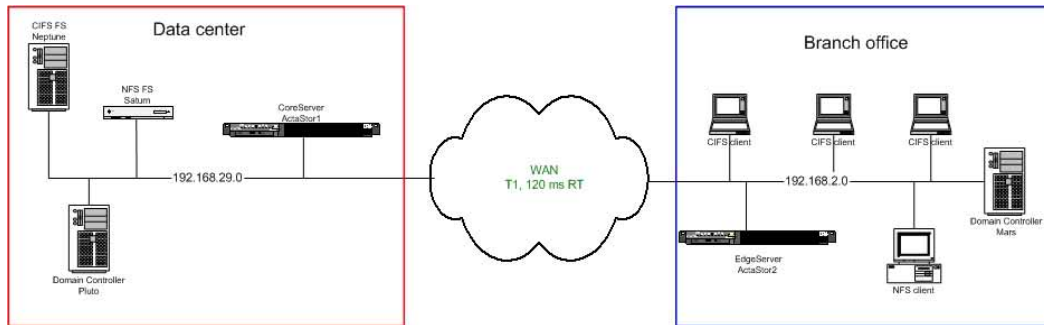 Data center
CIFS FS
Neptune
NFS FS
Saturn
CoreServer
ActaStor1
192.168.29.0
Domain Controller
Pluto
WAN
T1, 120 ms RT
Branch office
CIFS client
CIFS client
CIFS client
192.168.2.0
Domain Controller
Mars
EdgeServer
ActaStor2
NFS client